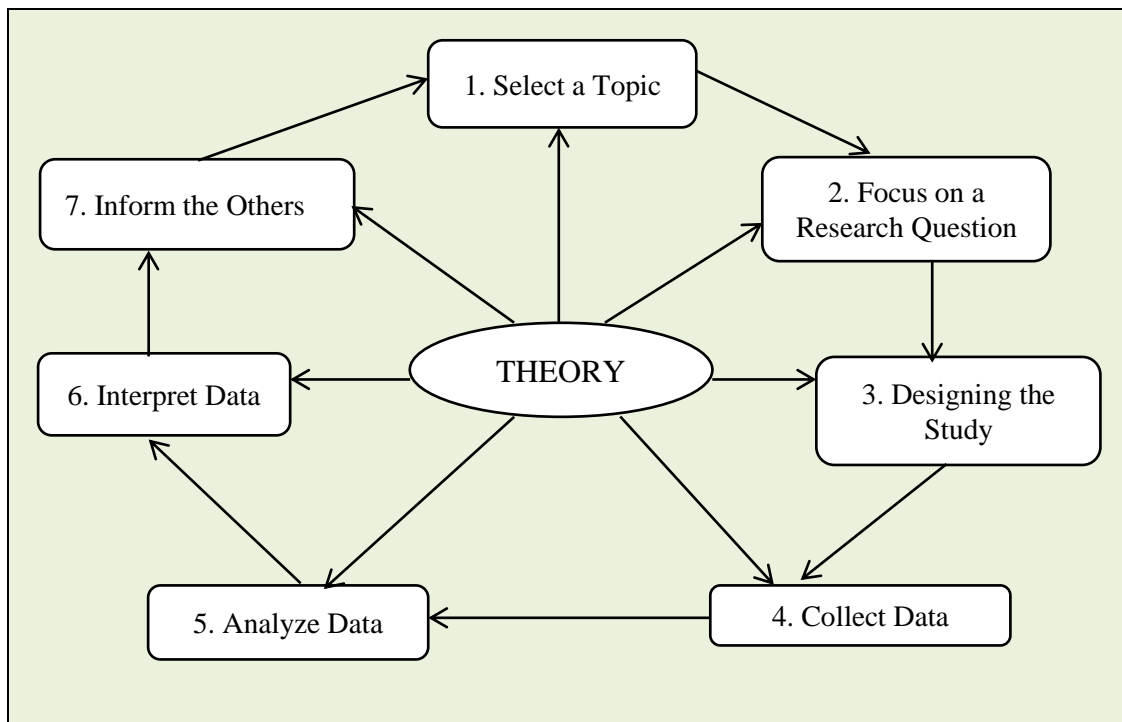 1. Select a Topic
2. Focus on a
Research Question
3. Designing the
Study
4. Collect Data
5. Analyze Data
6. Interpret Data
7. Inform the Others
THEORY